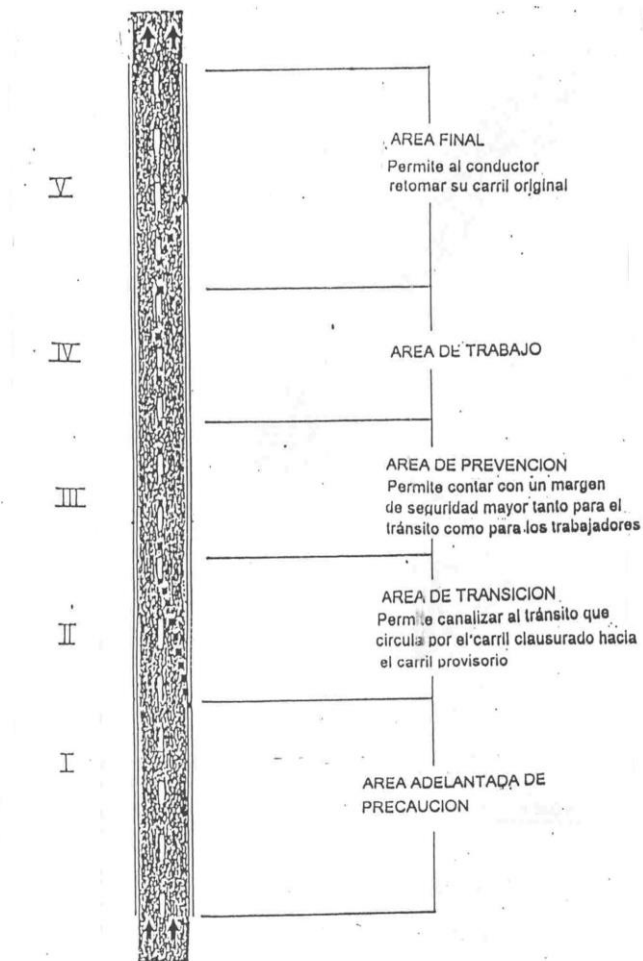 V
AREA FINAL
Permite al conductor
retomar su carril original
IV
AREA DE TRABAJO
III
AREA DE PREVENCION
Permite contar con un margen
de seguridad mayor tanto para el
tránsito como para los trabajadores
II
AREA DE TRANSICION
Permite canalizar al tránsito que
circula por el carril clausurado hacia
el carril provisorio
I
AREA ADELANTADA DE
PRECAUCION